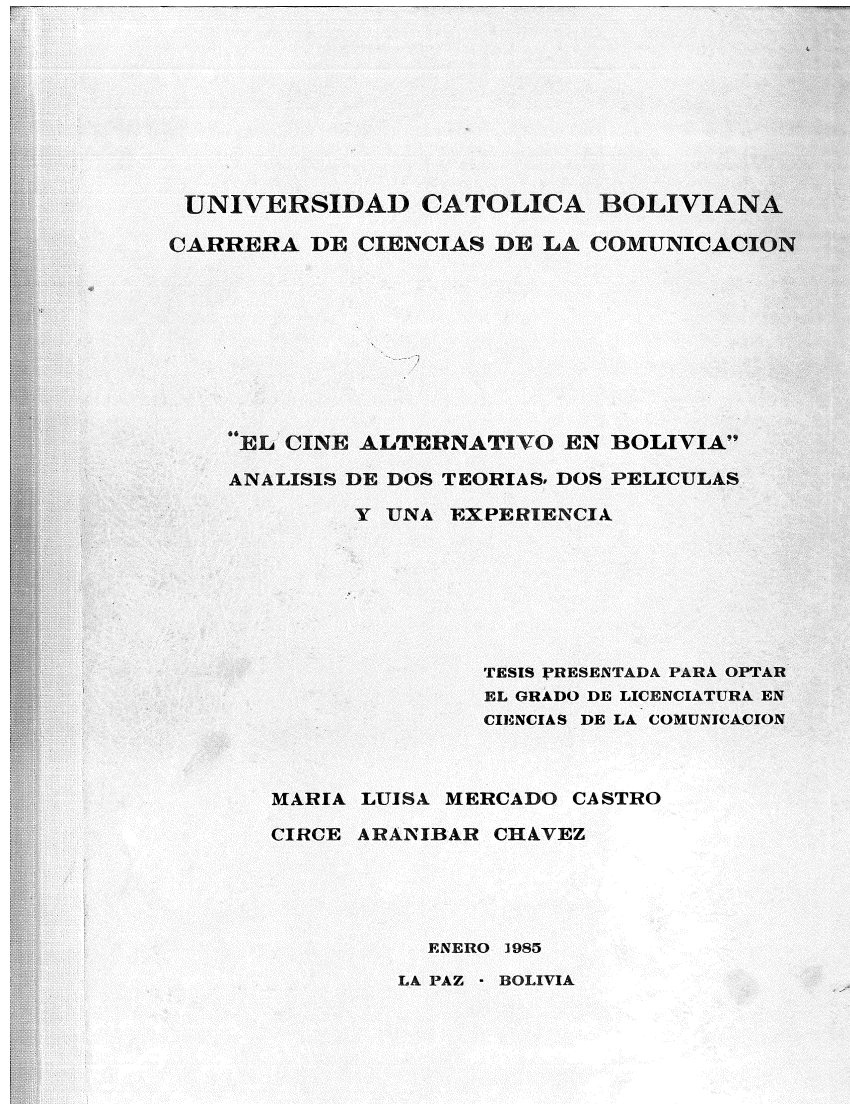 UNIVERSIDAD CATOLICA BOLIVIANA
CARRERA DE CIENCIAS DE LA COMUNICACION
"EL CINE ALTERNATIVO EN BOLIVIA"
ANALISIS DE DOS TEORIAS, DOS PELICULAS
Y UNA EXPERIENCIA
TESIS PRESENTADA PARA OPTAR
EL GRADO DE LICENCIATURA EN
CIENCIAS DE LA COMUNICACION
MARIA LUISA MERCADO CASTRO
CIRCE ARANIBAR CHAVEZ
ENERO 1985
LA PAZ - BOLIVIA